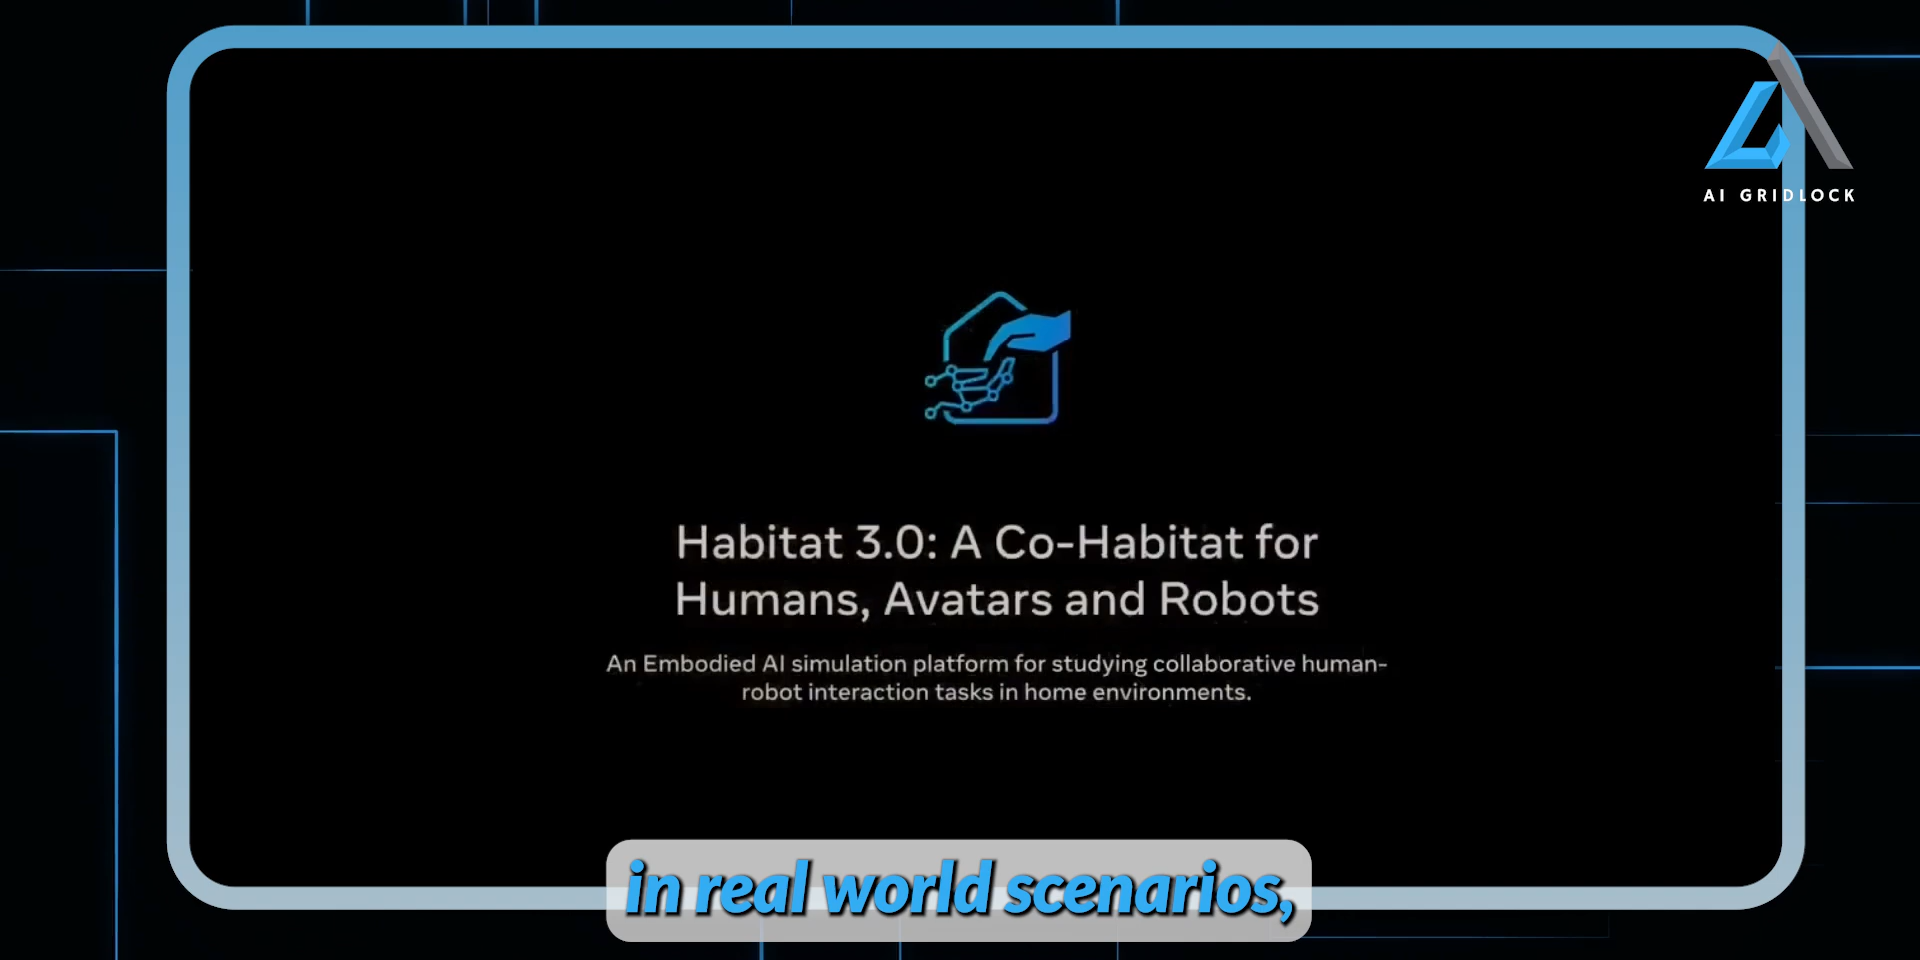 AI GRIDLOCK
Habitat 3.0: A Co-Habitat for
Humans, Avatars and Robots
An Embodied AI simulation platform for studying collaborative human-
robot interaction tasks in home environments.
in real world scenarios,